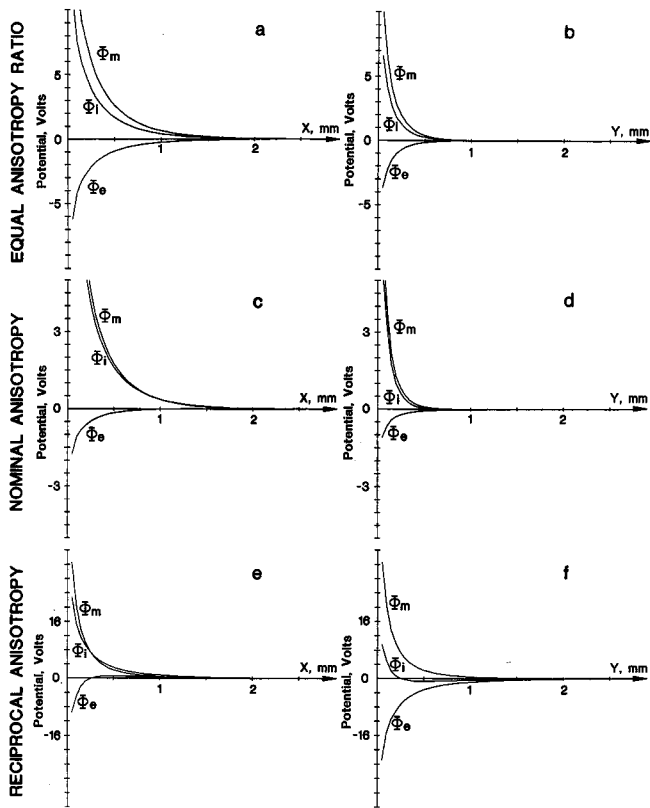 EQUAL ANISOTROPY RATIO
a
Φm
Φi
Φe
5
0
-5
Potential, Volts
X, mm
1
2
b
Φm
Φi
Φe
5
0
-5
Potential, Volts
Y, mm
1
2
NOMINAL ANISOTROPY
c
Φm
Φi
Φe
3
0
-3
Potential, Volts
X, mm
1
2
d
Φm
Φi
Φe
3
0
-3
Potential, Volts
Y, mm
1
2
RECIPROCAL ANISOTROPY
e
Φm
Φi
Φe
16
0
-16
Potential, Volts
X, mm
1
2
f
Φm
Φi
Φe
16
0
-16
Potential, Volts
Y, mm
1
2